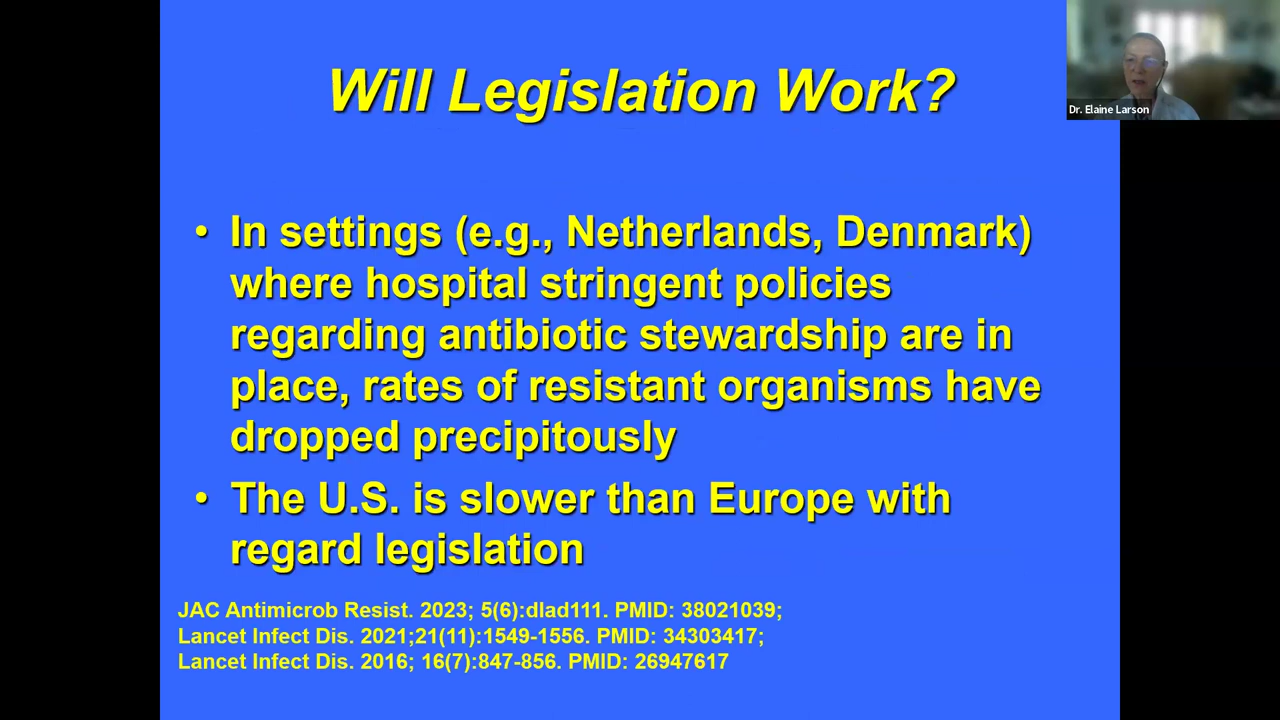 Will Legislation Work?
Dr. Elaine Larson
• In settings (e.g., Netherlands, Denmark)
where hospital stringent policies
regarding antibiotic stewardship are in
place, rates of resistant organisms have
dropped precipitously
• The U.S. is slower than Europe with
regard legislation
JAC Antimicrob Resist. 2023; 5(6):dlad111. PMID: 38021039;
Lancet Infect Dis. 2021;21(11):1549-1556. PMID: 34303417;
Lancet Infect Dis. 2016; 16(7):847-856. PMID: 26947617